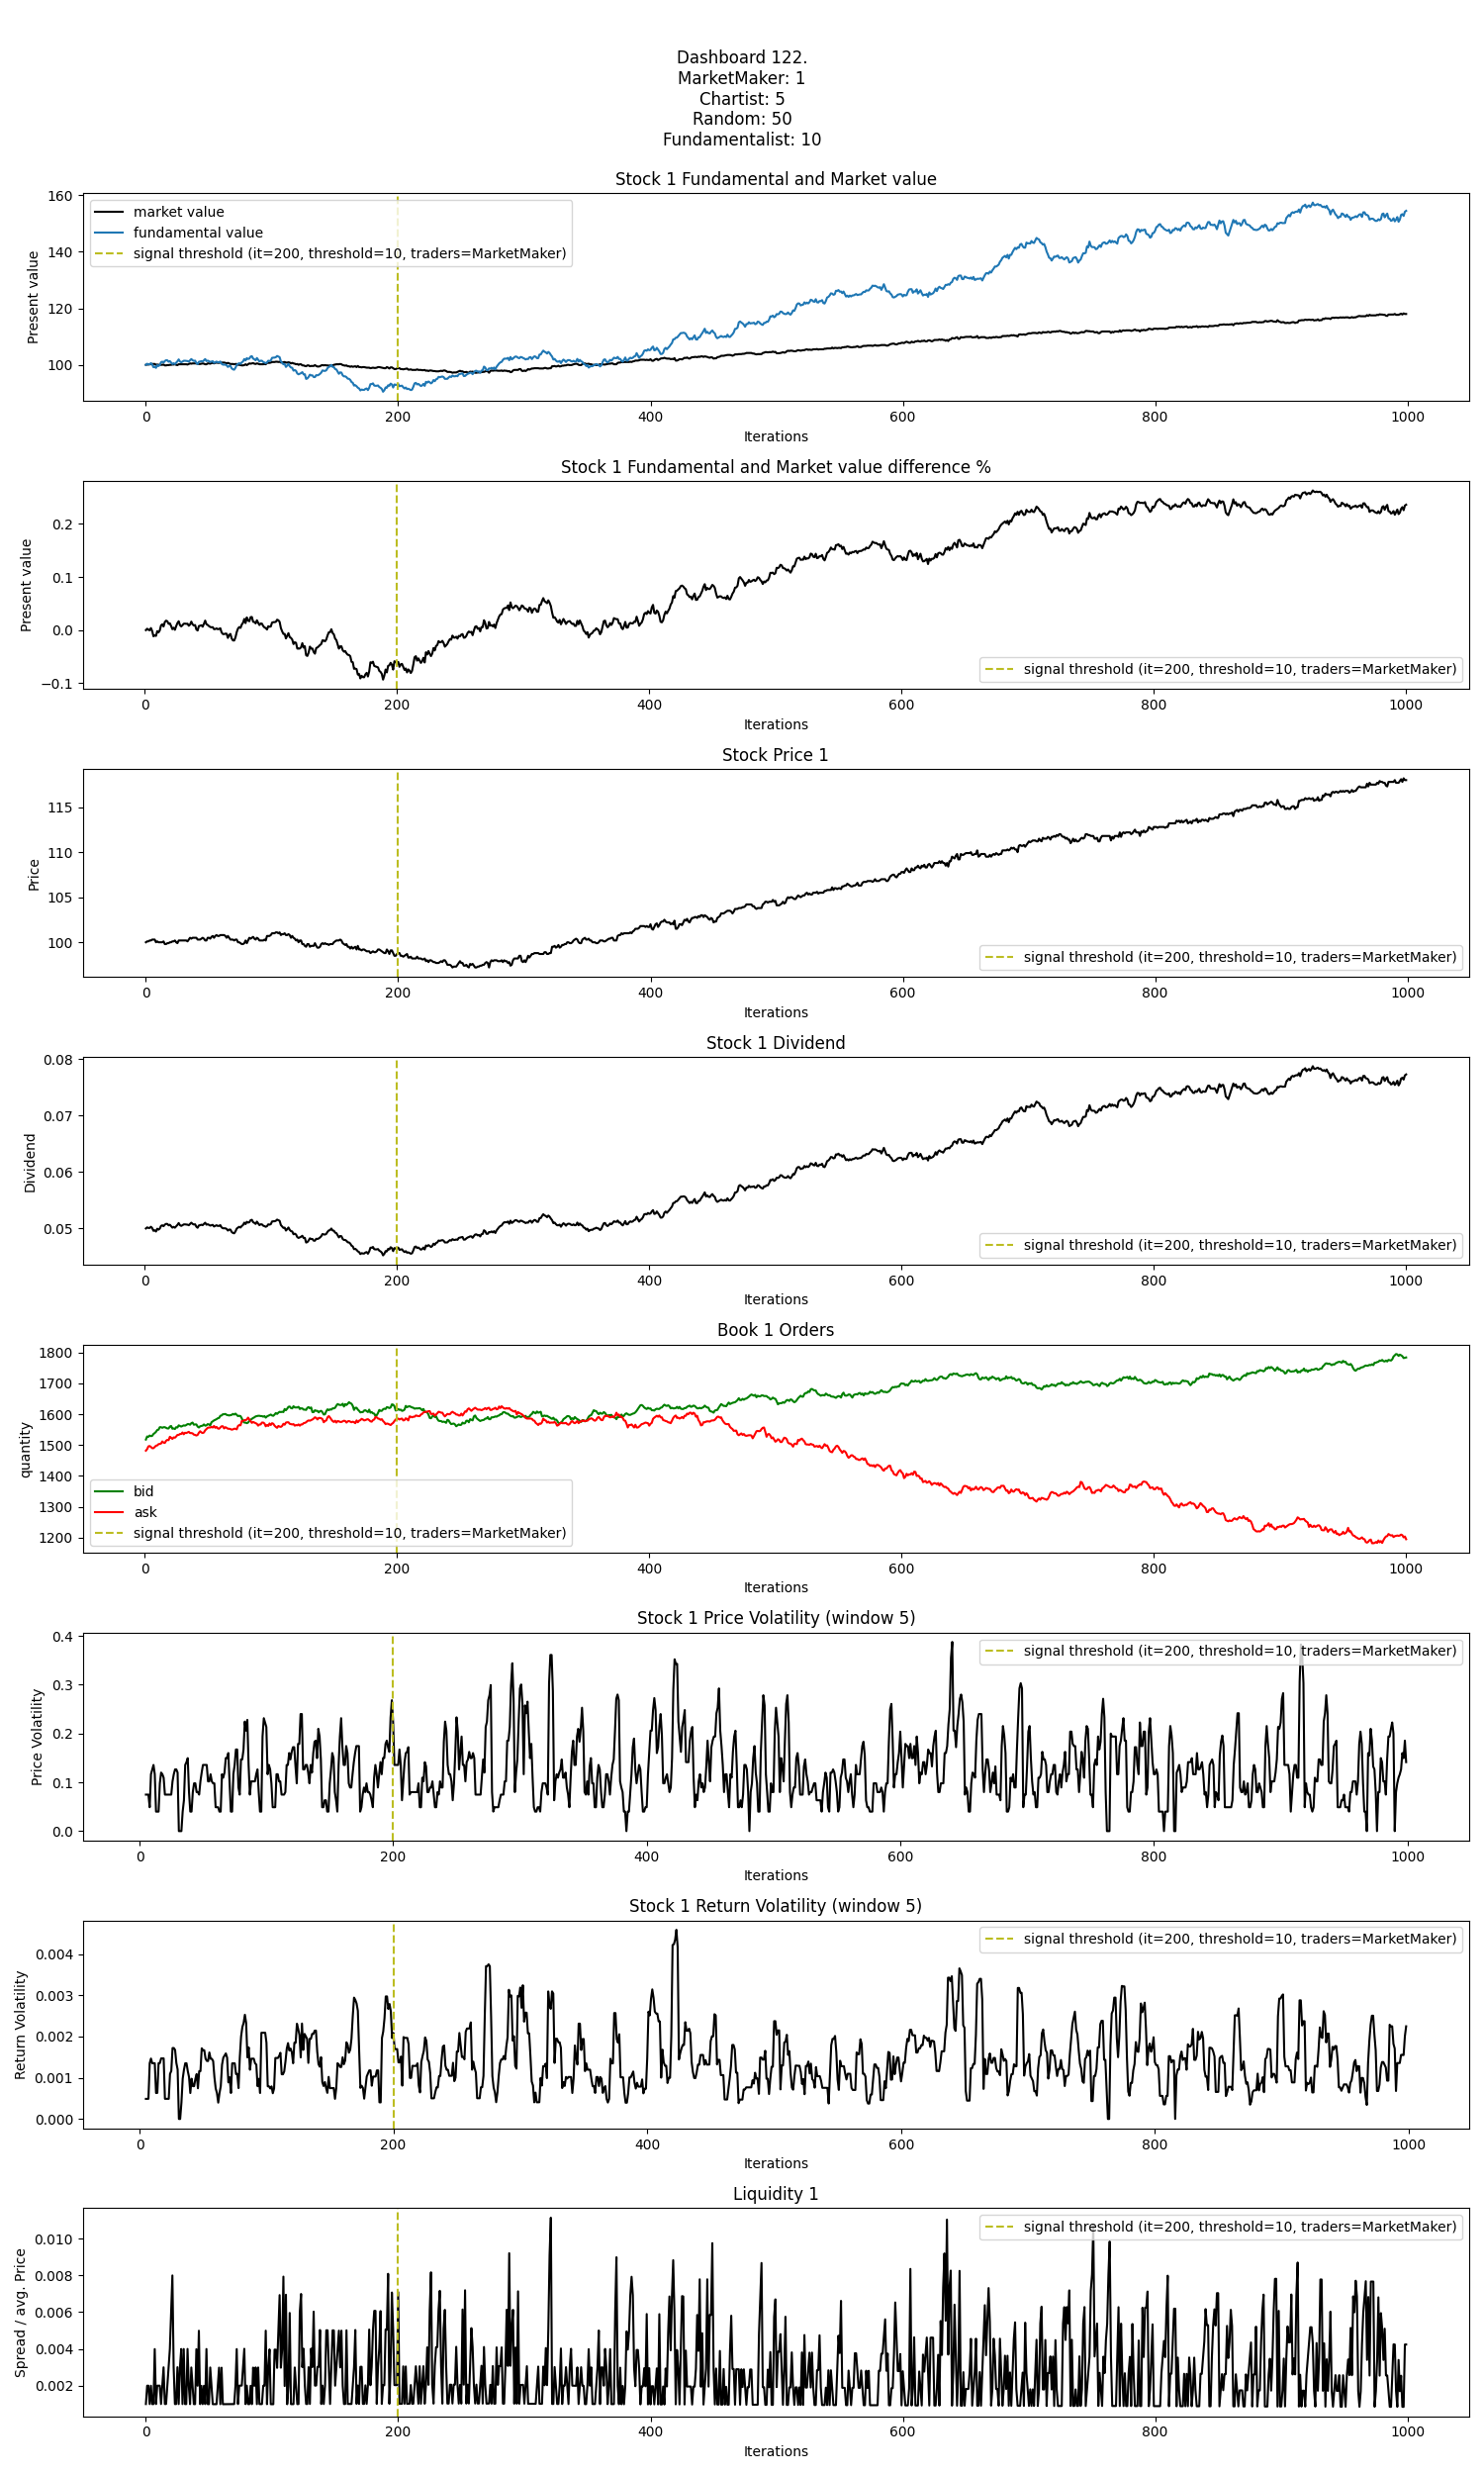 Dashboard 122.
MarketMaker: 1
Chartist: 5
Random: 50
Fundamentalist: 10
Stock 1 Fundamental and Market value
160
140
120
100
Present value
market value
fundamental value
signal threshold (it=200, threshold=10, traders=MarketMaker)
0 200 400 600 800 1000
Iterations
Stock 1 Fundamental and Market value difference %
0.2
0.1
0.0
−0.1
Present value
signal threshold (it=200, threshold=10, traders=MarketMaker)
0 200 400 600 800 1000
Iterations
Stock Price 1
115
110
105
100
Price
signal threshold (it=200, threshold=10, traders=MarketMaker)
0 200 400 600 800 1000
Iterations
Stock 1 Dividend
0.08
0.07
0.06
0.05
Dividend
signal threshold (it=200, threshold=10, traders=MarketMaker)
0 200 400 600 800 1000
Iterations
Book 1 Orders
1800
1700
1600
1500
1400
1300
1200
quantity
bid
ask
signal threshold (it=200, threshold=10, traders=MarketMaker)
0 200 400 600 800 1000
Iterations
Stock 1 Price Volatility (window 5)
0.4
0.3
0.2
0.1
0.0
Price Volatility
signal threshold (it=200, threshold=10, traders=MarketMaker)
0 200 400 600 800 1000
Iterations
Stock 1 Return Volatility (window 5)
0.004
0.003
0.002
0.001
0.000
Return Volatility
signal threshold (it=200, threshold=10, traders=MarketMaker)
0 200 400 600 800 1000
Iterations
Liquidity 1
0.010
0.008
0.006
0.004
0.002
Spread / avg. Price
signal threshold (it=200, threshold=10, traders=MarketMaker)
0 200 400 600 800 1000
Iterations